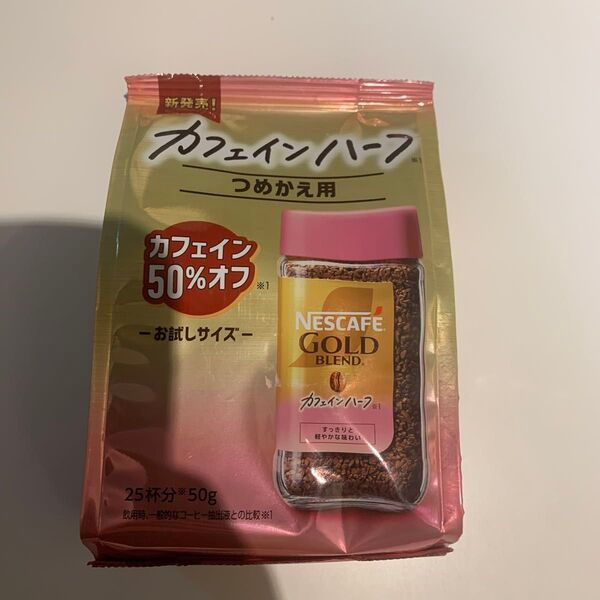 新発売!
カフェインハーフ※1
つめかえ用
カフェイン
50%オフ※1
ーお試しサイズー
NESCAFÉ
GOLD
BLEND
カフェインハーフ※1
すっきりと
軽やかな味わい
25杯分※50g
飲用時、一般的なコーヒー抽出液との比較※1